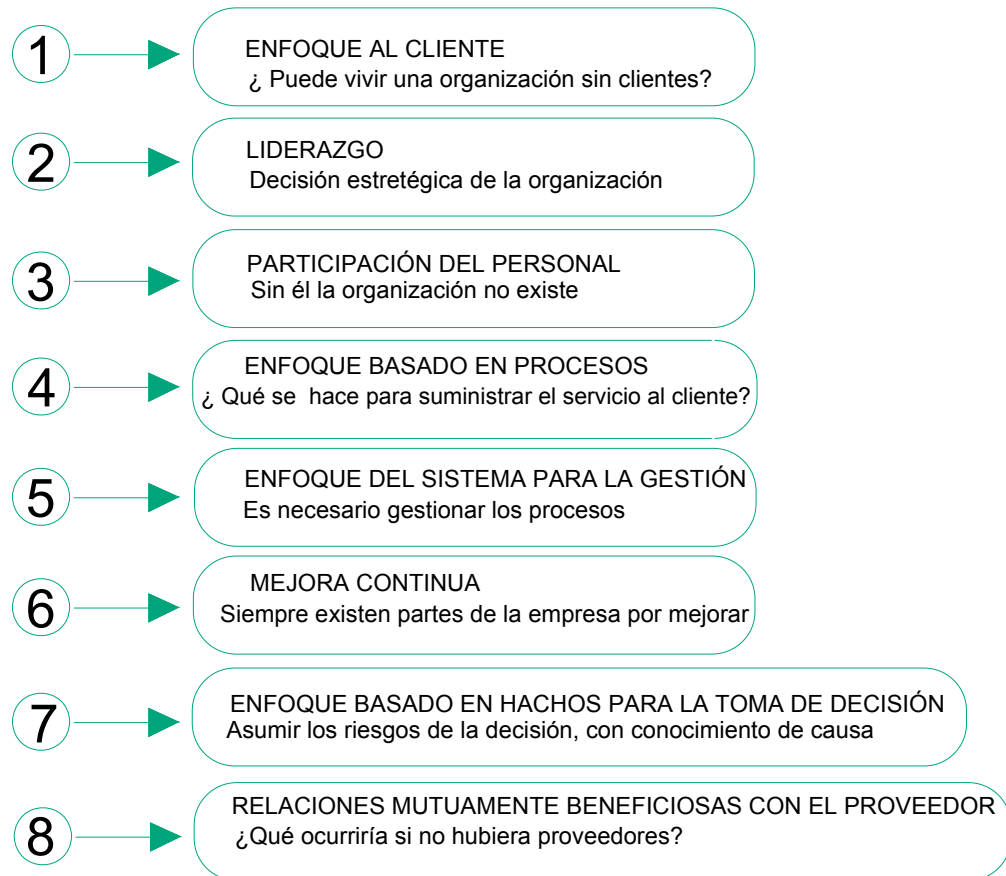 1
ENFOQUE AL CLIENTE
¿ Puede vivir una organización sin clientes?
2
LIDERAZGO
Decisión estretégica de la organización
3
PARTICIPACIÓN DEL PERSONAL
Sin él la organización no existe
4
ENFOQUE BASADO EN PROCESOS
¿ Qué se hace para suministrar el servicio al cliente?
5
ENFOQUE DEL SISTEMA PARA LA GESTIÓN
Es necesario gestionar los procesos
6
MEJORA CONTINUA
Siempre existen partes de la empresa por mejorar
7
ENFOQUE BASADO EN HACHOS PARA LA TOMA DE DECISIÓN
Asumir los riesgos de la decisión, con conocimiento de causa
8
RELACIONES MUTUAMENTE BENEFICIOSAS CON EL PROVEEDOR
¿Qué ocurriría si no hubiera proveedores?